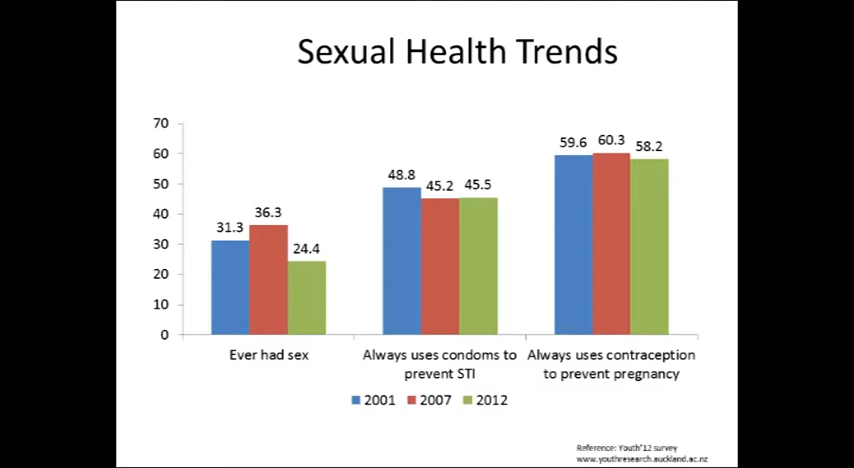 Sexual Health Trends
70
60
50
40
30
20
10
0
31.3
36.3
24.4
48.8
45.2
45.5
59.6
60.3
58.2
Ever had sex
Always uses condoms to
prevent STI
Always uses contraception
to prevent pregnancy
2001 2007 2012
Reference: Youth'12 survey
www.youthresearch.auckland.ac.nz